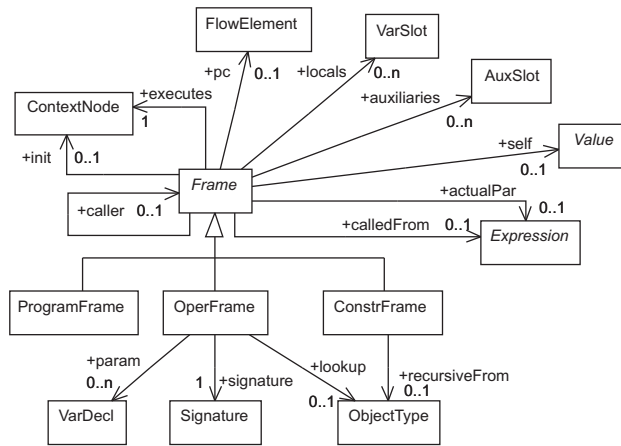 FlowElement
VarSlot
+pc
0..1
+locals
0..n
AuxSlot
+executes
+auxiliaries
ContextNode
1
0..n
Value
+init
0..1
+self
0..1
Frame
+actualPar
+caller
0..1
+calledFrom
0..1
0..1
Expression
ProgramFrame
OperFrame
ConstrFrame
+param
+lookup
0..n
1
+signature
+recursiveFrom
0..1
0..1
VarDecl
Signature
ObjectType